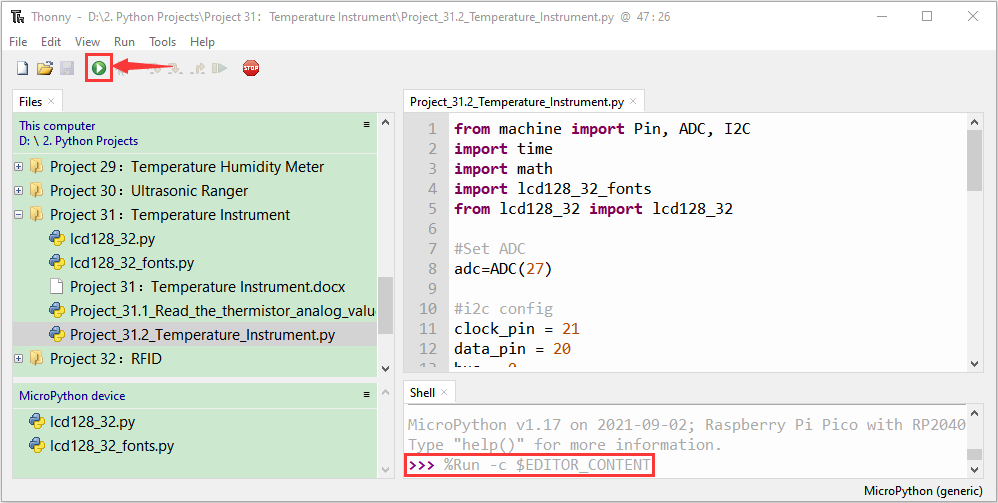 Thonny - D:\2. Python Projects\Project 31：Temperature Instrument\Project_31.2_Temperature_Instrument.py @ 47 : 26
File Edit View Run Tools Help
STOP
Files
This computer
D: \ 2. Python Projects
Project 29：Temperature Humidity Meter
Project 30：Ultrasonic Ranger
Project 31：Temperature Instrument
lcd128_32.py
lcd128_32_fonts.py
Project 31：Temperature Instrument.docx
Project_31.1_Read_the_thermistor_analog_valu
Project_31.2_Temperature_Instrument.py
Project 32：RFID
MicroPython device
lcd128_32.py
lcd128_32_fonts.py
Project_31.2_Temperature_Instrument.py
1 from machine import Pin, ADC, I2C
2 import time
3 import math
4 import lcd128_32_fonts
5 from lcd128_32 import lcd128_32
6
7 #Set ADC
8 adc=ADC(27)
9
10 #i2c config
11 clock_pin = 21
12 data_pin = 20
Shell
MicroPython v1.17 on 2021-09-02; Raspberry Pi Pico with RP2040
Type "help()" for more information.
>>> %Run -c $EDITOR_CONTENT
MicroPython (generic)